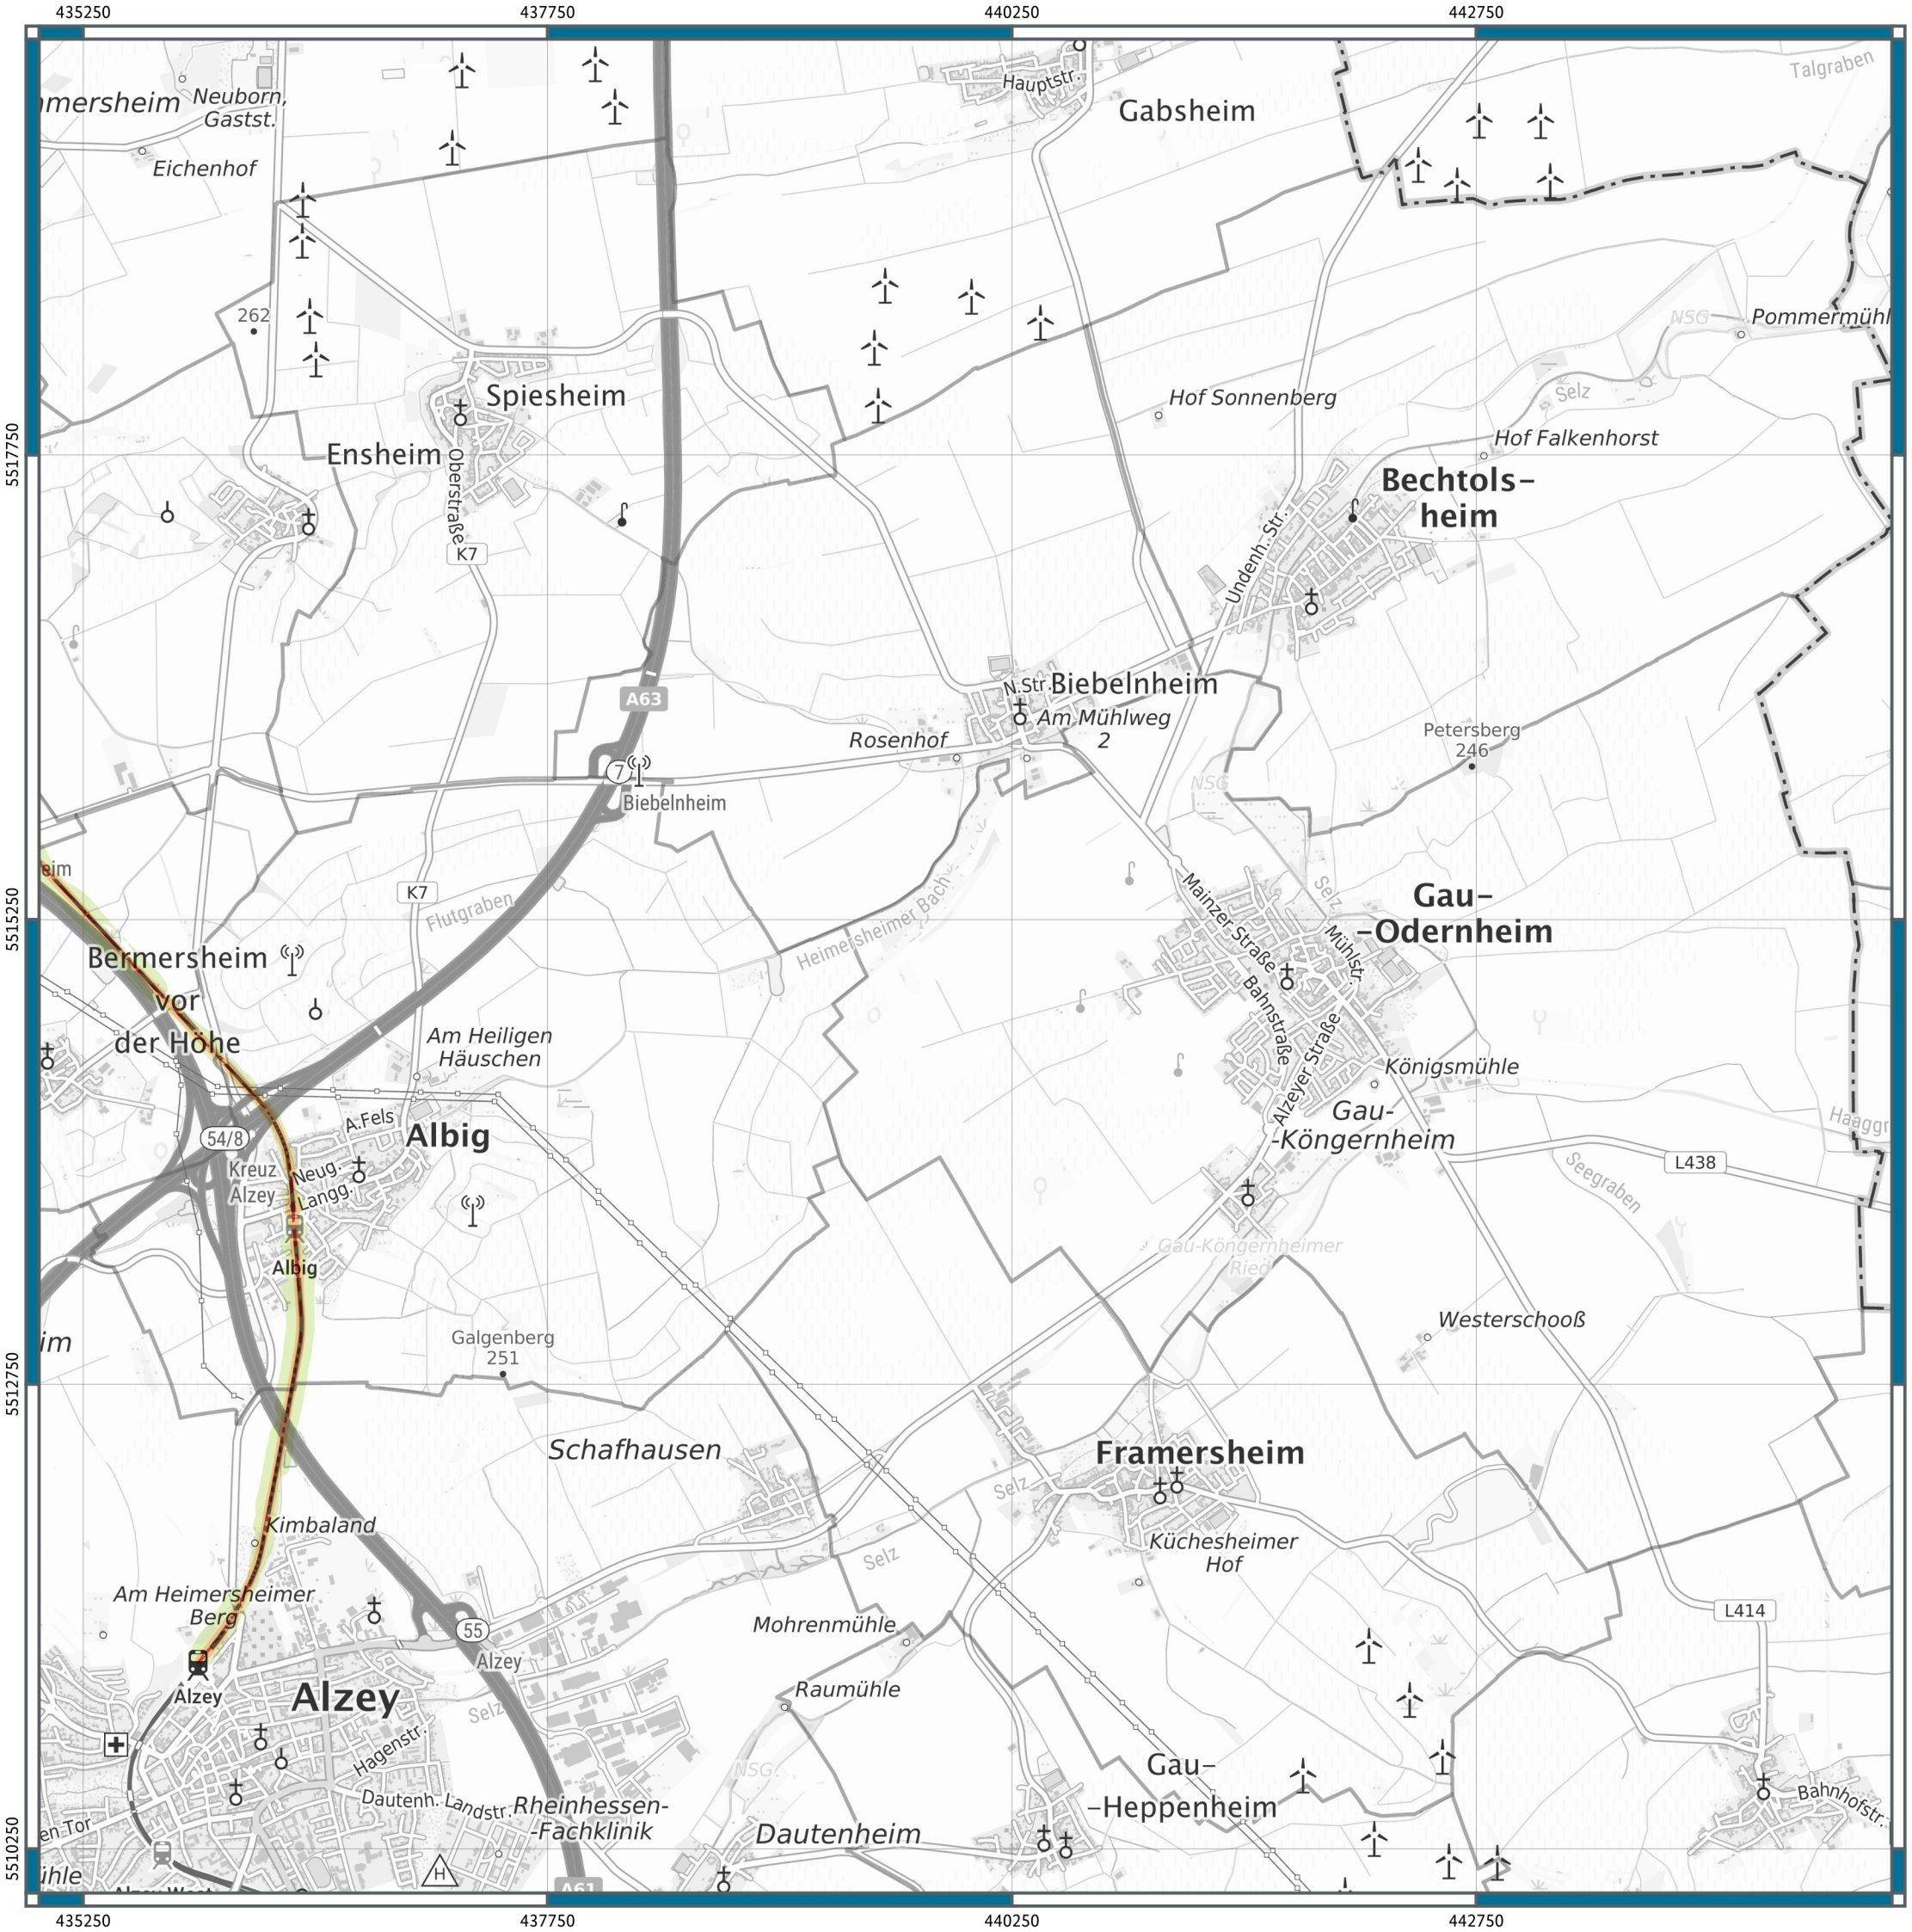 435250
437750
440250
442750
mmersheim
Neuborn,
Gastst.
Eichenhof
Hauptstr.
Gabsheim
Talgraben
262
NSG
Pommermühl
Spiesheim
Hof Sonnenberg
Selz
Ensheim
Oberstraße
Hof Falkenhorst
5517750
Bechtols-
heim
K7
Undenh. Str.
A63
N.Str.
Biebelnheim
Am Mühlweg
2
Rosenhof
Petersberg
246
7
Biebelnheim
NSG
eim
K7
Flutgraben
Heimersheimer Bach
Mainzer Straße
Selz
Gau-
-Odernheim
5515250
Mühlstr.
Bermersheim
vor
der Höhe
Bahnstraße
Am Heiligen
Häuschen
Alzeyer Straße
Königsmühle
A.Fels
Albig
Gau-
-Köngernheim
Haaggr
54/8
Kreuz
Alzey
Neug.
Langg.
L438
Seegraben
Albig
Gau-Köngernheimer
Ried
im
Galgenberg
251
Westerschooß
5512750
Schafhausen
Framersheim
Selz
Kimbaland
Küchesheimer
Hof
Selz
Am Heimersheimer
Berg
Mohrenmühle
L414
55
Alzey
Alzey
Alzey
Selz
Raumühle
Hagenstr.
NSG
Gau-
-Heppenheim
Dautenh. Landstr.
Rheinhessen-
-Fachklinik
Dautenheim
Bahnhofstr.
en Tor
5510250
ühle
H
Alzey West
A61
435250
437750
440250
442750